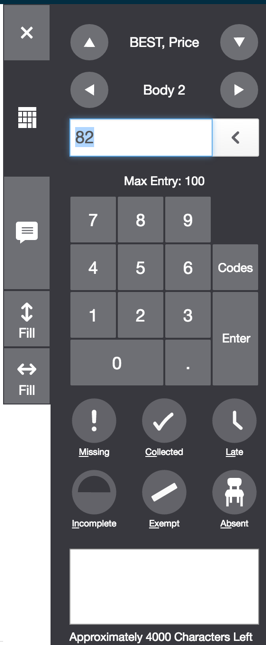 BEST, Price
Body 2
82
Max Entry: 100
7 8 9
4 5 6 Codes
1 2 3
Enter
0 .
Fill
Fill
Missing Collected Late
Incomplete Exempt Absent
Approximately 4000 Characters Left